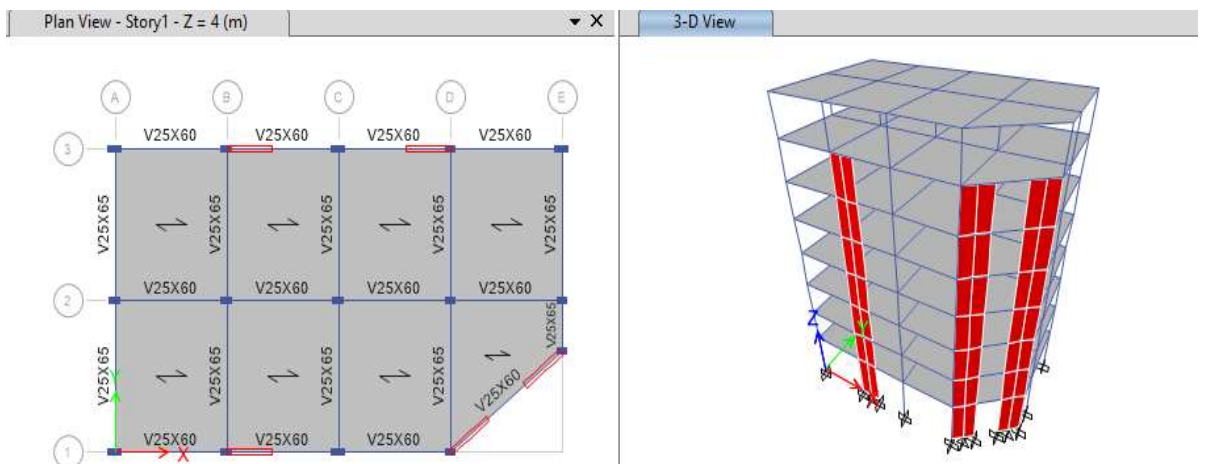 Plan View - Story1 - Z = 4 (m)
X
3-D View
A B C D E
V25X60 V25X60 V25X60 V25X60
3
V25X65 V25X65 V25X65 V25X65 V25X65
V25X60 V25X60 V25X60 V25X60
2
V25X65
V25X65 V25X65 V25X65 V25X65
V25X60
Y
V25X60 V25X60 V25X60
1
X
Z
Y
X